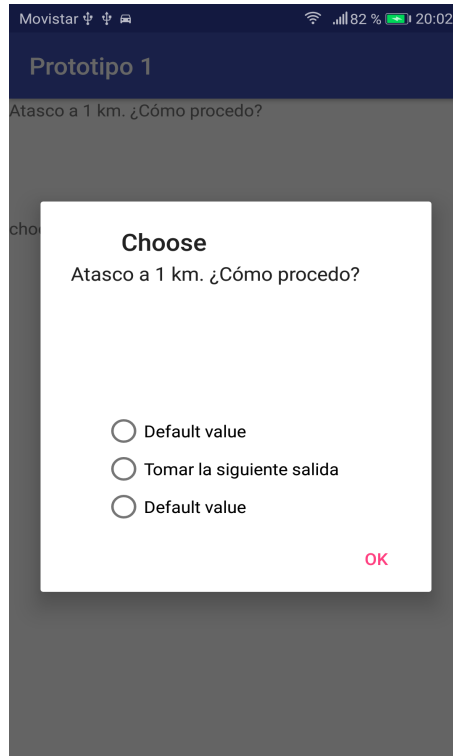 Movistar 82 % 20:02
Prototipo 1
Atasco a 1 km. ¿Cómo procedo?
Choose
Atasco a 1 km. ¿Cómo procedo?
Default value
Tomar la siguiente salida
Default value
OK